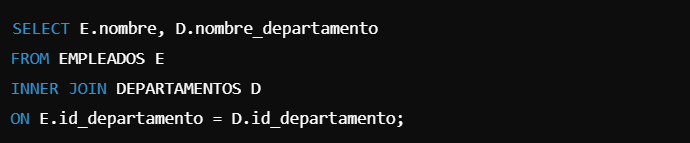 SELECT E.nombre, D.nombre_departamento
FROM EMPLEADOS E
INNER JOIN DEPARTAMENTOS D
ON E.id_departamento = D.id_departamento;